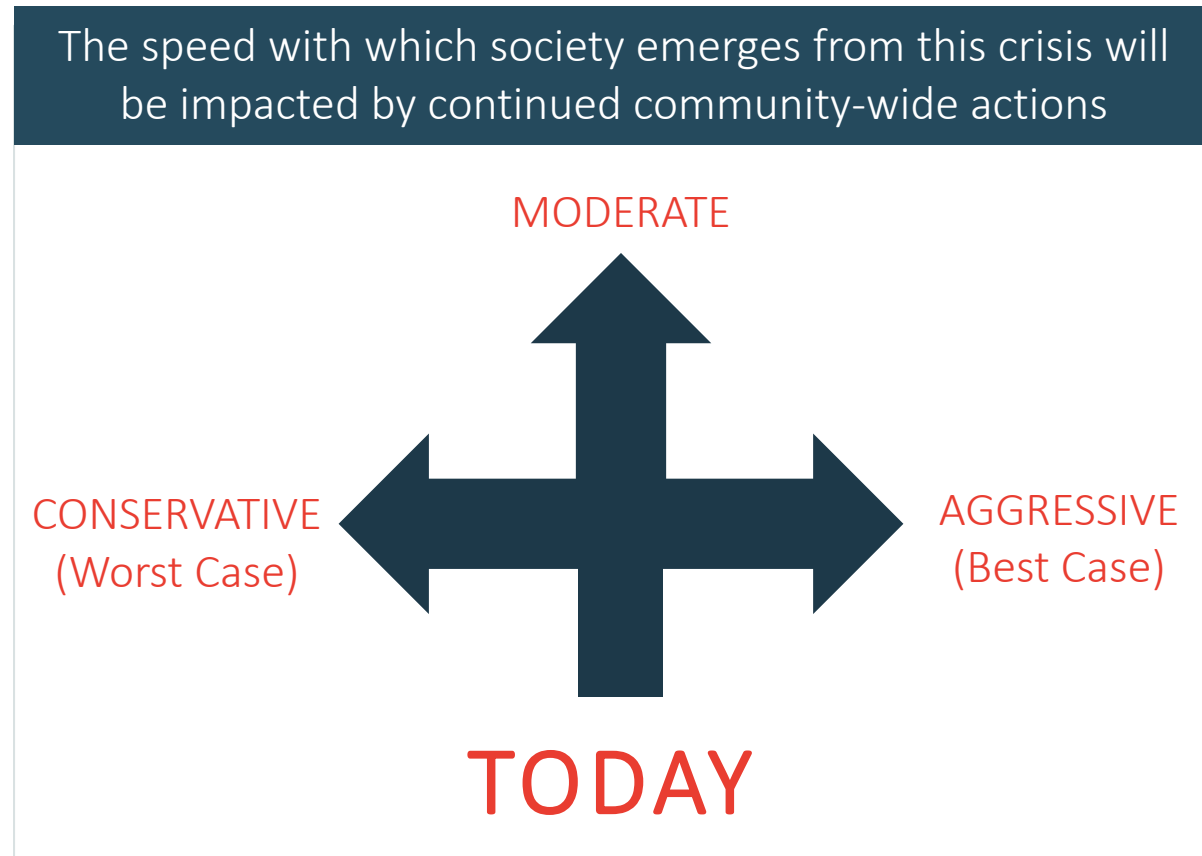 The speed with which society emerges from this crisis will
be impacted by continued community-wide actions
MODERATE
CONSERVATIVE
(Worst Case)
AGGRESSIVE
(Best Case)
TODAY